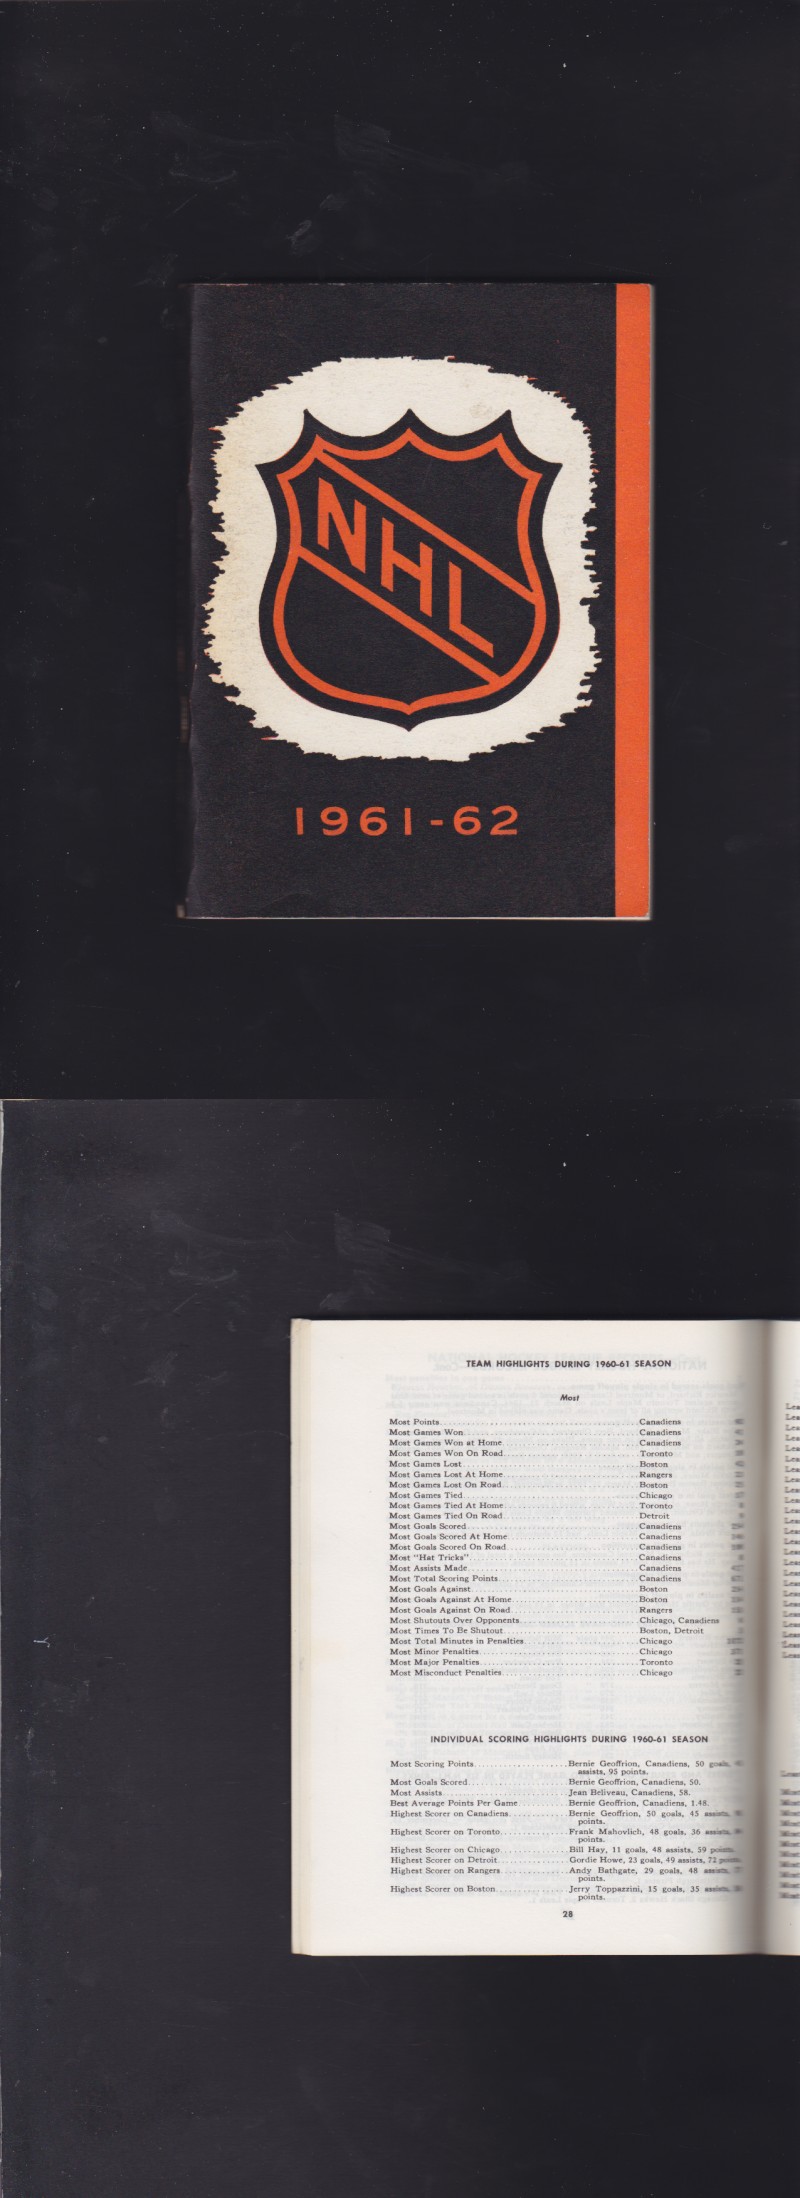 NHL
1961-62
TEAM HIGHLIGHTS DURING 1960-61 SEASON
Most
Most Points Canadiens
Most Games Won Canadiens
Most Games Won at Home Canadiens
Most Games Won On Road Toronto
Most Games Lost Boston
Most Games Lost At Home Rangers
Most Games Lost On Road Boston
Most Games Tied Chicago
Most Games Tied At Home Toronto
Most Games Tied On Road Detroit
Most Goals Scored Canadiens
Most Goals Scored At Home Canadiens
Most Goals Scored On Road Canadiens
Most "Hat Tricks" Canadiens
Most Assists Made Canadiens
Most Total Scoring Points Canadiens
Most Goals Against Boston
Most Goals Against At Home Boston
Most Goals Against On Road Rangers
Most Shutouts Over Opponents Chicago, Canadiens
Most Times To Be Shutout Boston, Detroit
Most Total Minutes in Penalties Chicago
Most Minor Penalties Chicago
Most Major Penalties Toronto
Most Misconduct Penalties Chicago
INDIVIDUAL SCORING HIGHLIGHTS DURING 1960-61 SEASON
Most Scoring Points Bernie Geoffrion, Canadiens, 50 goals,
assists, 95 points.
Most Goals Scored Bernie Geoffrion, Canadiens, 50.
Most Assists Jean Beliveau, Canadiens, 58.
Best Average Points Per Game Bernie Geoffrion, Canadiens, 1.48.
Highest Scorer on Canadiens Bernie Geoffrion, 50 goals, 45 assists,
points.
Highest Scorer on Toronto Frank Mahovlich, 48 goals, 36 assists,
points.
Highest Scorer on Chicago Bill Hay, 11 goals, 48 assists, 59 points.
Highest Scorer on Detroit Gordie Howe, 23 goals, 49 assists, 72 points.
Highest Scorer on Rangers Andy Bathgate, 29 goals, 48 assists,
points.
Highest Scorer on Boston Jerry Toppazzini, 15 goals, 35 assists,
points.
28